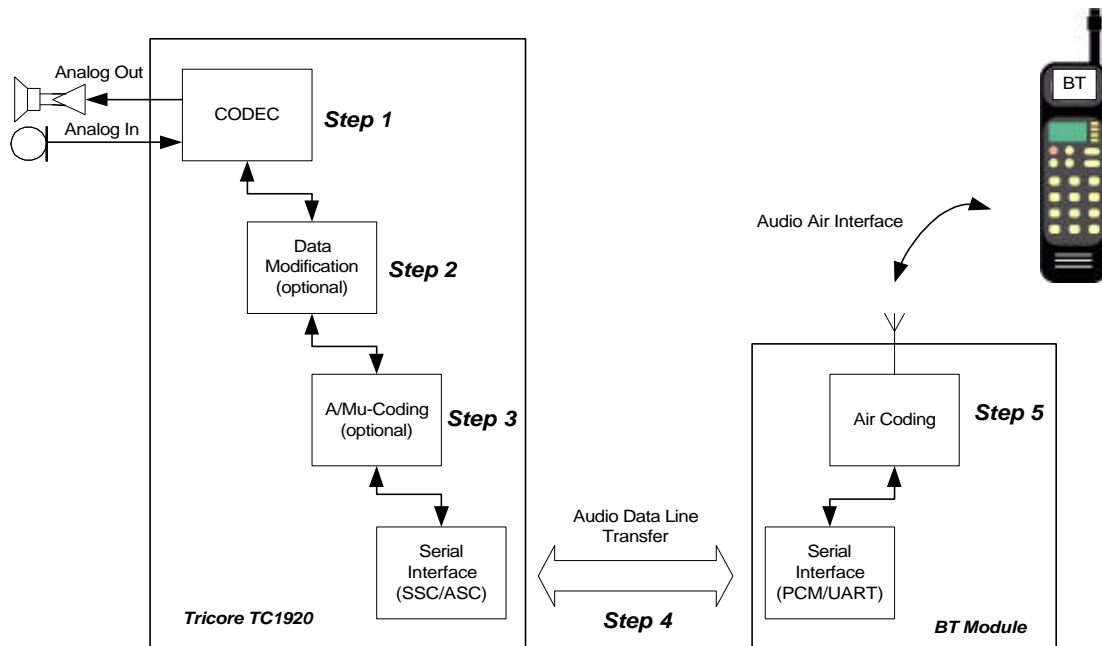 Analog Out
Analog In
CODEC
Step 1
Data
Modification
(optional)
Step 2
A/Mu-Coding
(optional)
Step 3
Serial
Interface
(SSC/ASC)
Tricore TC1920
Audio Data Line
Transfer
Step 4
BT
Audio Air Interface
Air Coding
Step 5
Serial
Interface
(PCM/UART)
BT Module